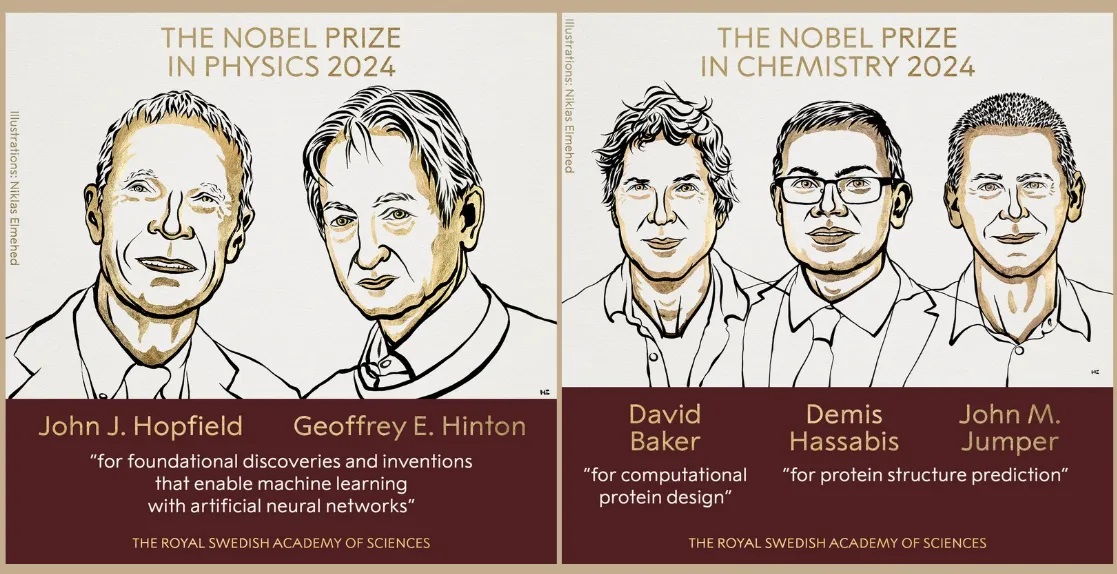 THE NOBEL PRIZE
IN PHYSICS 2024
Illustrations: Niklas Elmehed
John J. Hopfield
Geoffrey E. Hinton
“for foundational discoveries and inventions
that enable machine learning
with artificial neural networks”
THE ROYAL SWEDISH ACADEMY OF SCIENCES
THE NOBEL PRIZE
IN CHEMISTRY 2024
Illustrations: Niklas Elmehed
David
Baker
“for computational
protein design”
Demis
Hassabis
John M.
Jumper
”for protein structure prediction”
THE ROYAL SWEDISH ACADEMY OF SCIENCES